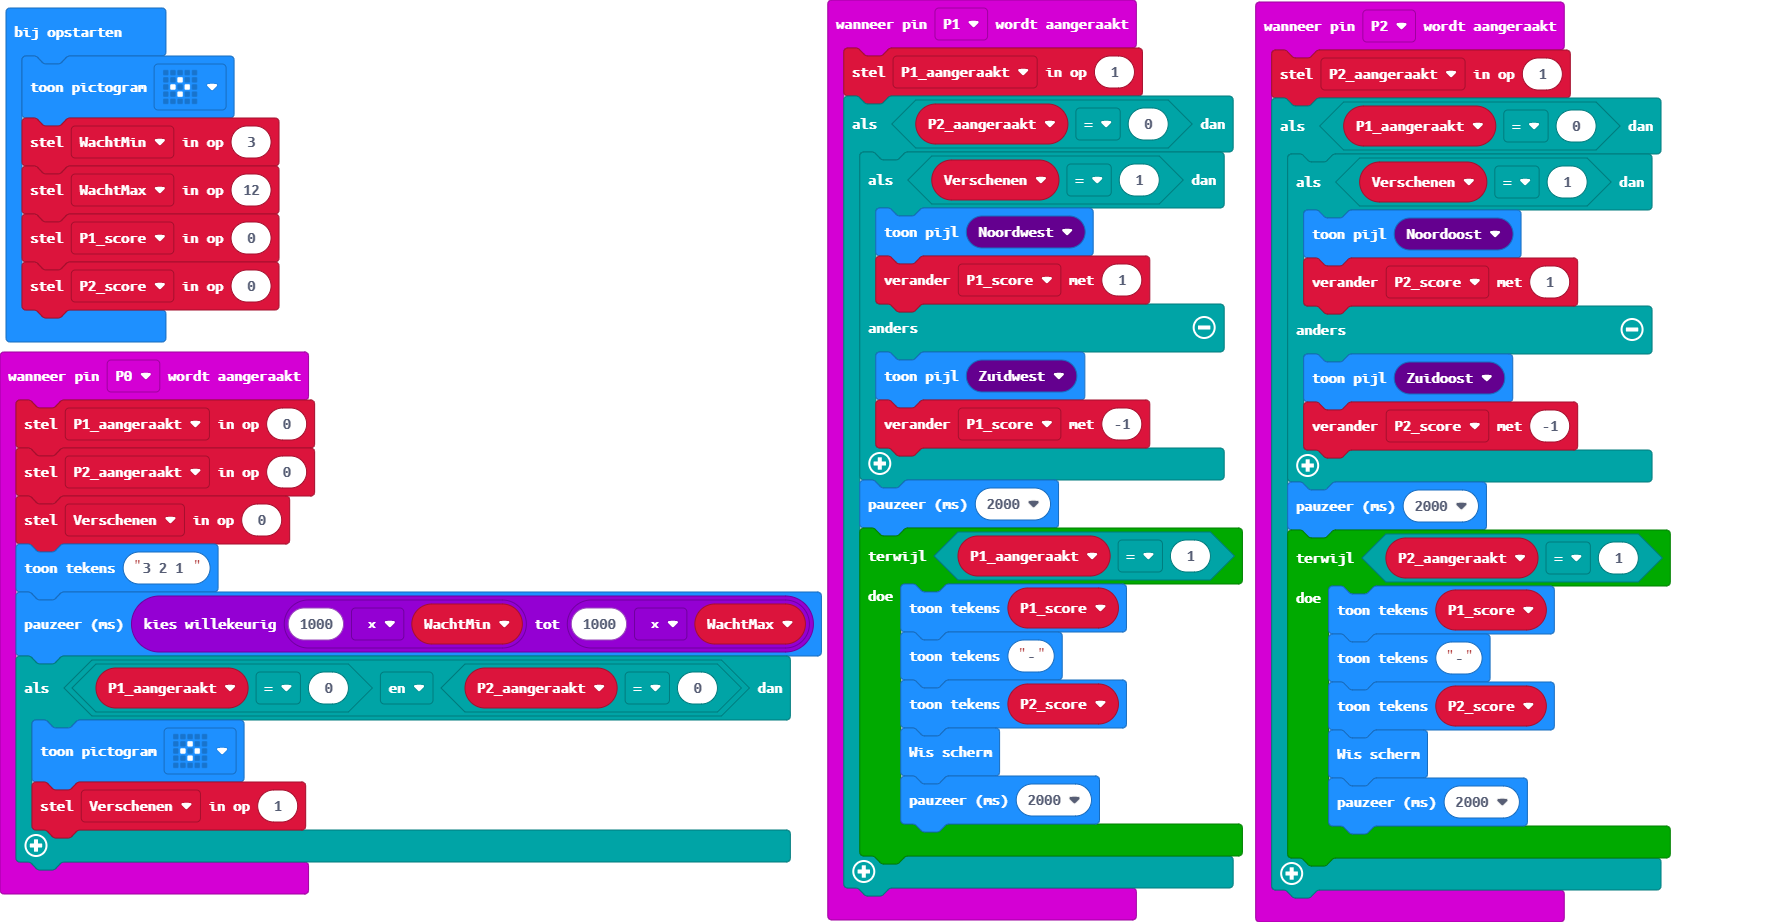 bij opstarten
toon pictogram
stel WachtMin in op 3
stel WachtMax in op 12
stel P1_score in op 0
stel P2_score in op 0
wanneer pin P0 wordt aangeraakt
stel P1_aangeraakt in op 0
stel P2_aangeraakt in op 0
stel Verschenen in op 0
toon tekens "3 2 1 "
pauzeer (ms) kies willekeurig 1000 x WachtMin tot 1000 x WachtMax
als P1_aangeraakt = 0 en P2_aangeraakt = 0 dan
toon pictogram
stel Verschenen in op 1
wanneer pin P1 wordt aangeraakt
stel P1_aangeraakt in op 1
als P2_aangeraakt = 0 dan
als Verschenen = 1 dan
toon pijl Noordwest
verander P1_score met 1
anders
toon pijl Zuidwest
verander P1_score met -1
pauzeer (ms) 2000
terwijl P1_aangeraakt = 1
doe
toon tekens P1_score
toon tekens "-"
toon tekens P2_score
Wis scherm
pauzeer (ms) 2000
wanneer pin P2 wordt aangeraakt
stel P2_aangeraakt in op 1
als P1_aangeraakt = 0 dan
als Verschenen = 1 dan
toon pijl Noordoost
verander P2_score met 1
anders
toon pijl Zuidoost
verander P2_score met -1
pauzeer (ms) 2000
terwijl P2_aangeraakt = 1
doe
toon tekens P1_score
toon tekens "-"
toon tekens P2_score
Wis scherm
pauzeer (ms) 2000